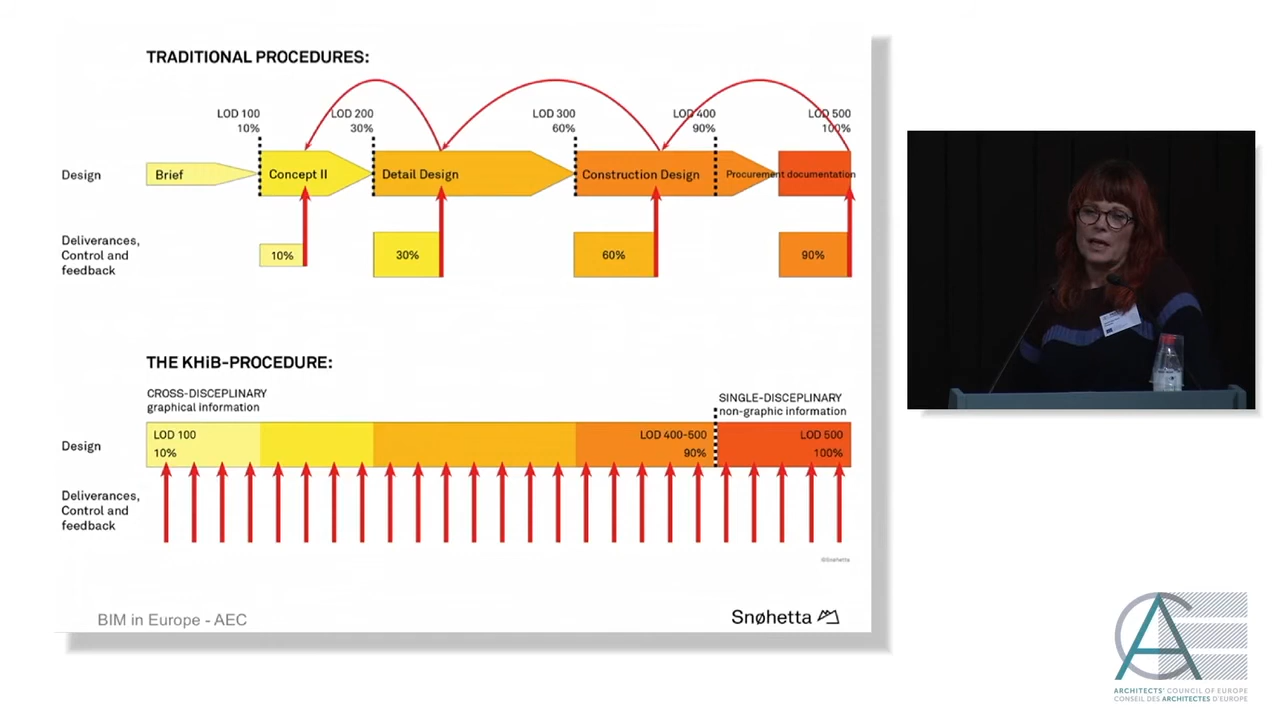 TRADITIONAL PROCEDURES:
LOD 100
10%
LOD 200
30%
LOD 300
60%
LOD 400
90%
LOD 500
100%
Design
Brief
Concept II
Detail Design
Construction Design
Procurement documentation
Deliverances,
Control and
feedback
10%
30%
60%
90%
THE KHiB-PROCEDURE:
CROSS-DISCEPLINARY
graphical information
SINGLE-DISCEPLINARY
non-graphic information
Design
LOD 100
10%
LOD 400-500
90%
LOD 500
100%
Deliverances,
Control and
feedback
©Snøhetta
BIM in Europe - AEC
Snøhetta
ACE
ARCHITECTS' COUNCIL OF EUROPE
CONSEIL DES ARCHITECTES D'EUROPE